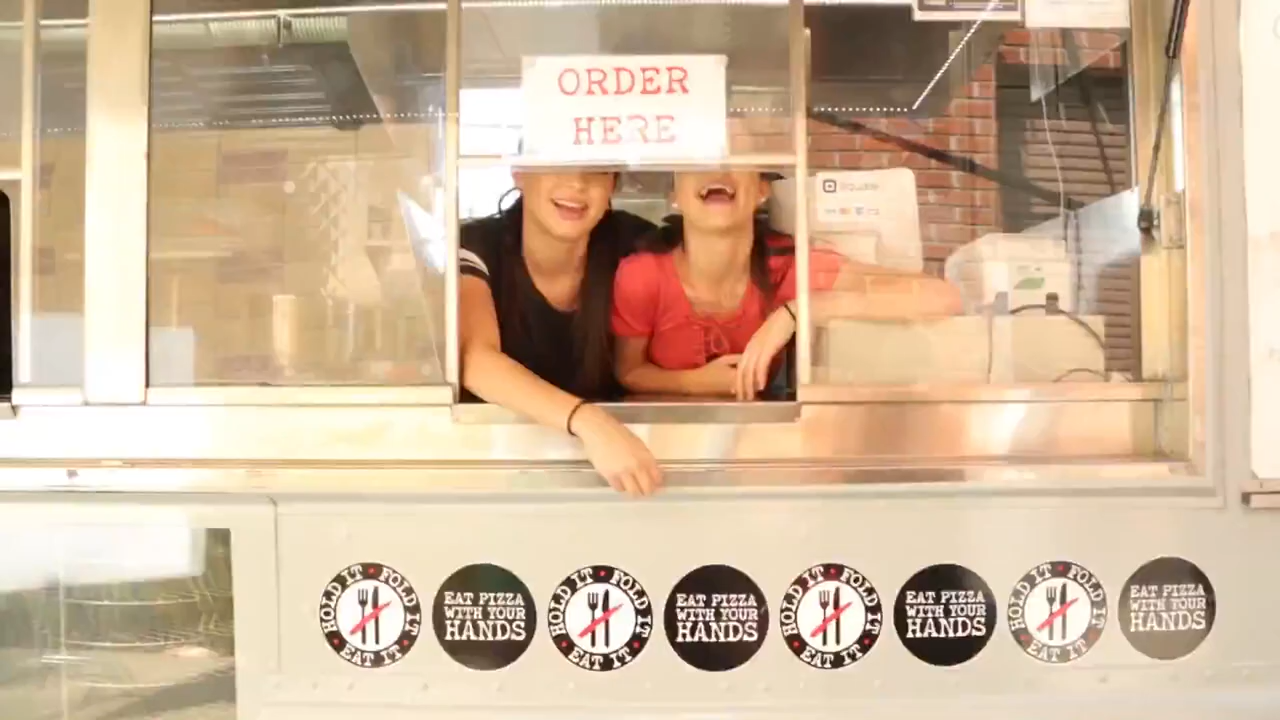 ORDER
HERE
Square
HOLD IT • FOLD IT
EAT IT
EAT PIZZA
WITH YOUR
HANDS
HOLD IT • FOLD IT
EAT IT
EAT PIZZA
WITH YOUR
HANDS
HOLD IT • FOLD IT
EAT IT
EAT PIZZA
WITH YOUR
HANDS
HOLD IT • FOLD IT
EAT IT
EAT PIZZA
WITH YOUR
HANDS